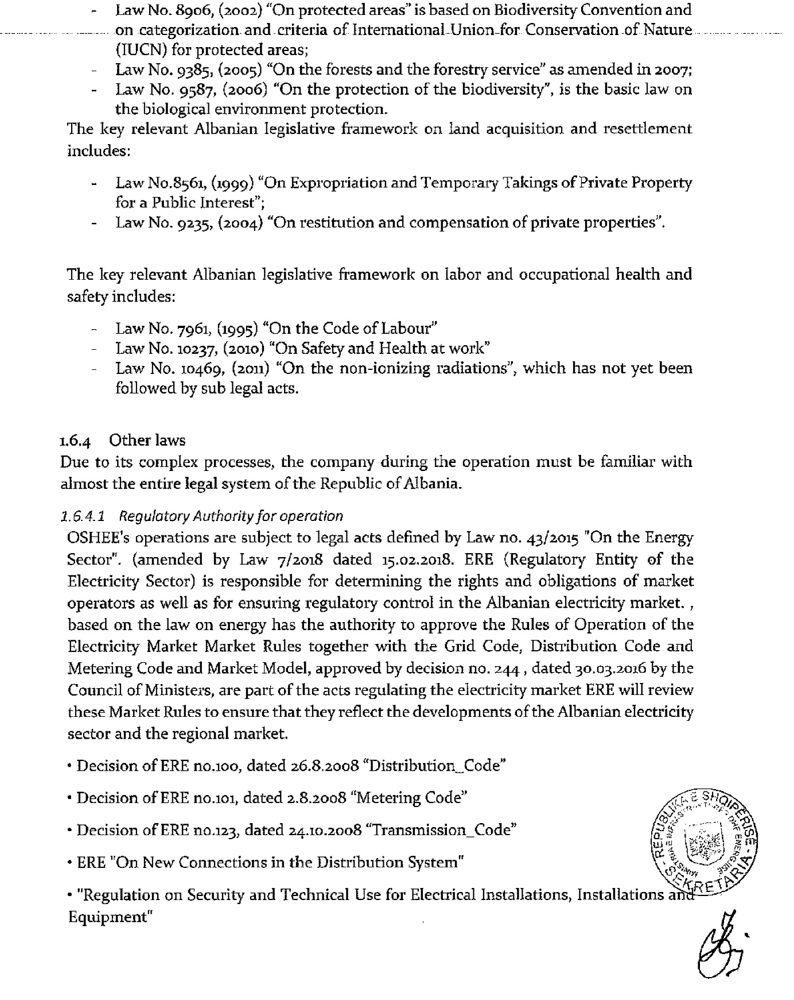 - Law No. 8906, (2002) “On protected areas” is based on Biodiversity Convention and
on categorization and criteria of International Union for Conservation of Nature
(IUCN) for protected areas;
- Law No. 9385, (2005) “On the forests and the forestry service” as amended in 2007;
- Law No. 9587, (2006) “On the protection of the biodiversity”, is the basic law on
the biological environment protection.
The key relevant Albanian legislative framework on land acquisition and resettlement
includes:
- Law No.8561, (1999) “On Expropriation and Temporary Takings of Private Property
for a Public Interest”;
- Law No. 9235, (2004) “On restitution and compensation of private properties”.
The key relevant Albanian legislative framework on labor and occupational health and
safety includes:
- Law No. 7961, (1995) “On the Code of Labour”
- Law No. 10237, (2010) “On Safety and Health at work”
- Law No. 10469, (2011) “On the non-ionizing radiations”, which has not yet been
followed by sub legal acts.
1.6.4 Other laws
Due to its complex processes, the company during the operation must be familiar with
almost the entire legal system of the Republic of Albania.
1.6.4.1 Regulatory Authority for operation
OSHEE's operations are subject to legal acts defined by Law no. 43/2015 "On the Energy
Sector". (amended by Law 7/2018 dated 15.02.2018. ERE (Regulatory Entity of the
Electricity Sector) is responsible for determining the rights and obligations of market
operators as well as for ensuring regulatory control in the Albanian electricity market. ,
based on the law on energy has the authority to approve the Rules of Operation of the
Electricity Market Market Rules together with the Grid Code, Distribution Code and
Metering Code and Market Model, approved by decision no. 244 , dated 30.03.2016 by the
Council of Ministers, are part of the acts regulating the electricity market ERE will review
these Market Rules to ensure that they reflect the developments of the Albanian electricity
sector and the regional market.
• Decision of ERE no.100, dated 26.8.2008 “Distribution_Code”
• Decision of ERE no.101, dated 2.8.2008 “Metering Code”
• Decision of ERE no.123, dated 24.10.2008 “Transmission_Code”
• ERE "On New Connections in the Distribution System"
• "Regulation on Security and Technical Use for Electrical Installations, Installations and
Equipment"
- REPUBLIKA E SHQIPERISE -
MINISTRIA E INFRASTRUKTURES DHE ENERGJISE
SEKRETARIA